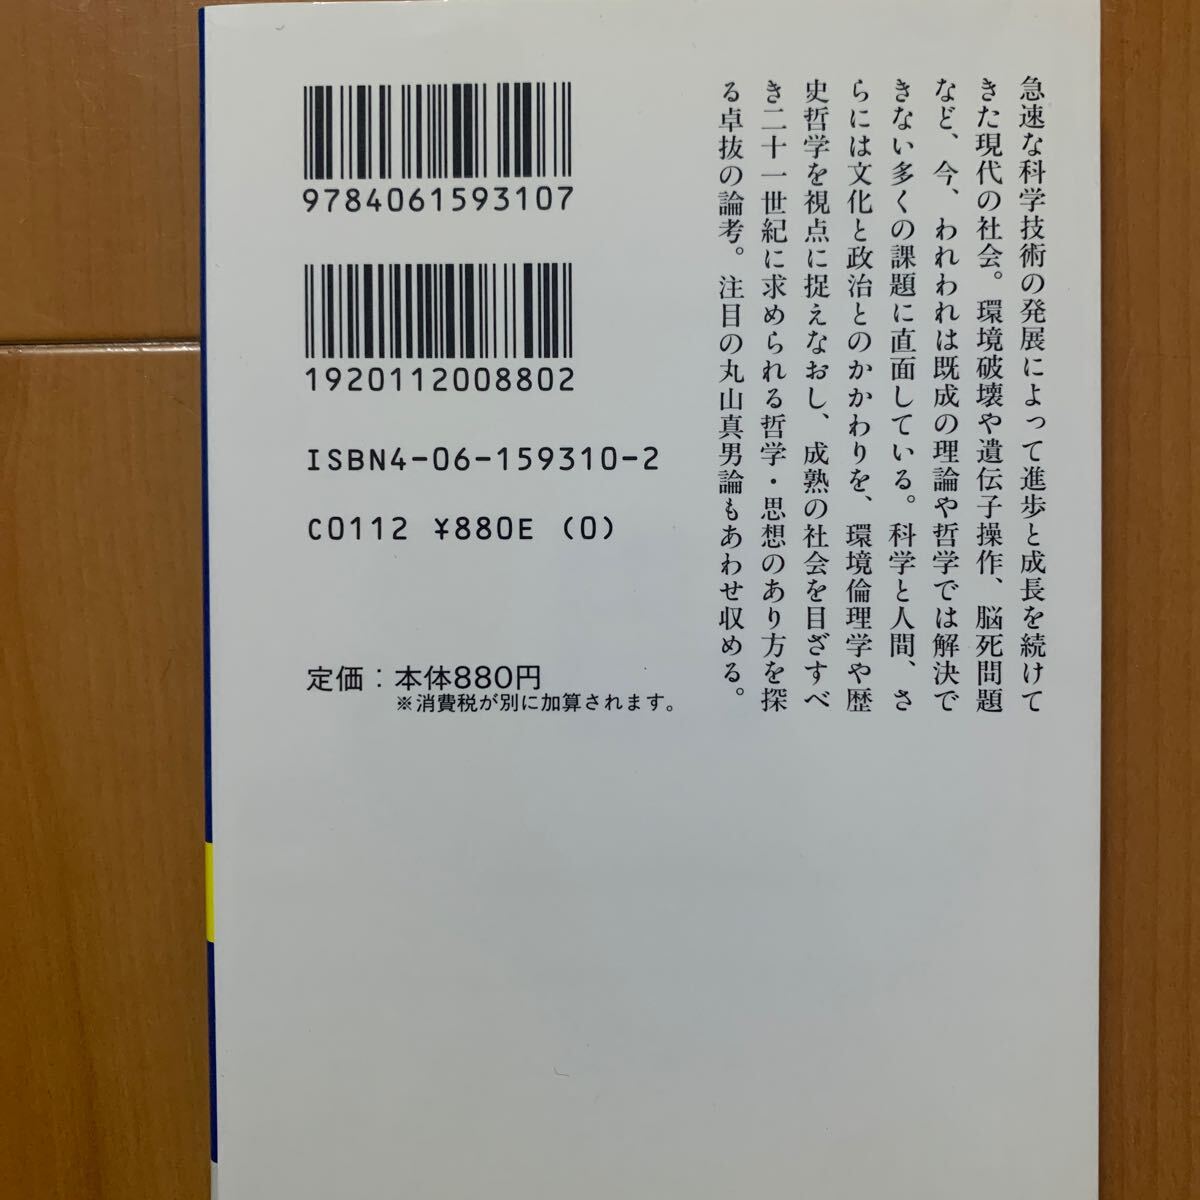 急速な科学技術の発展によって進歩と成長を続けて
きた現代の社会。環境破壊や遺伝子操作、脳死問題
など、今、われわれは既成の理論や哲学では解決で
きない多くの課題に直面している。科学と人間、さ
らには文化と政治とのかかわりを、環境倫理学や歴
史哲学を視点に捉えなおし、成熟の社会を目ざすべ
き二十一世紀に求められる哲学・思想のあり方を探
る卓抜の論考。注目の丸山真男論もあわせ収める。
9784061593107
1920112008802
ISBN4-06-159310-2
C0112 ¥880E (0)
定価：本体880円
※消費税が別に加算されます。